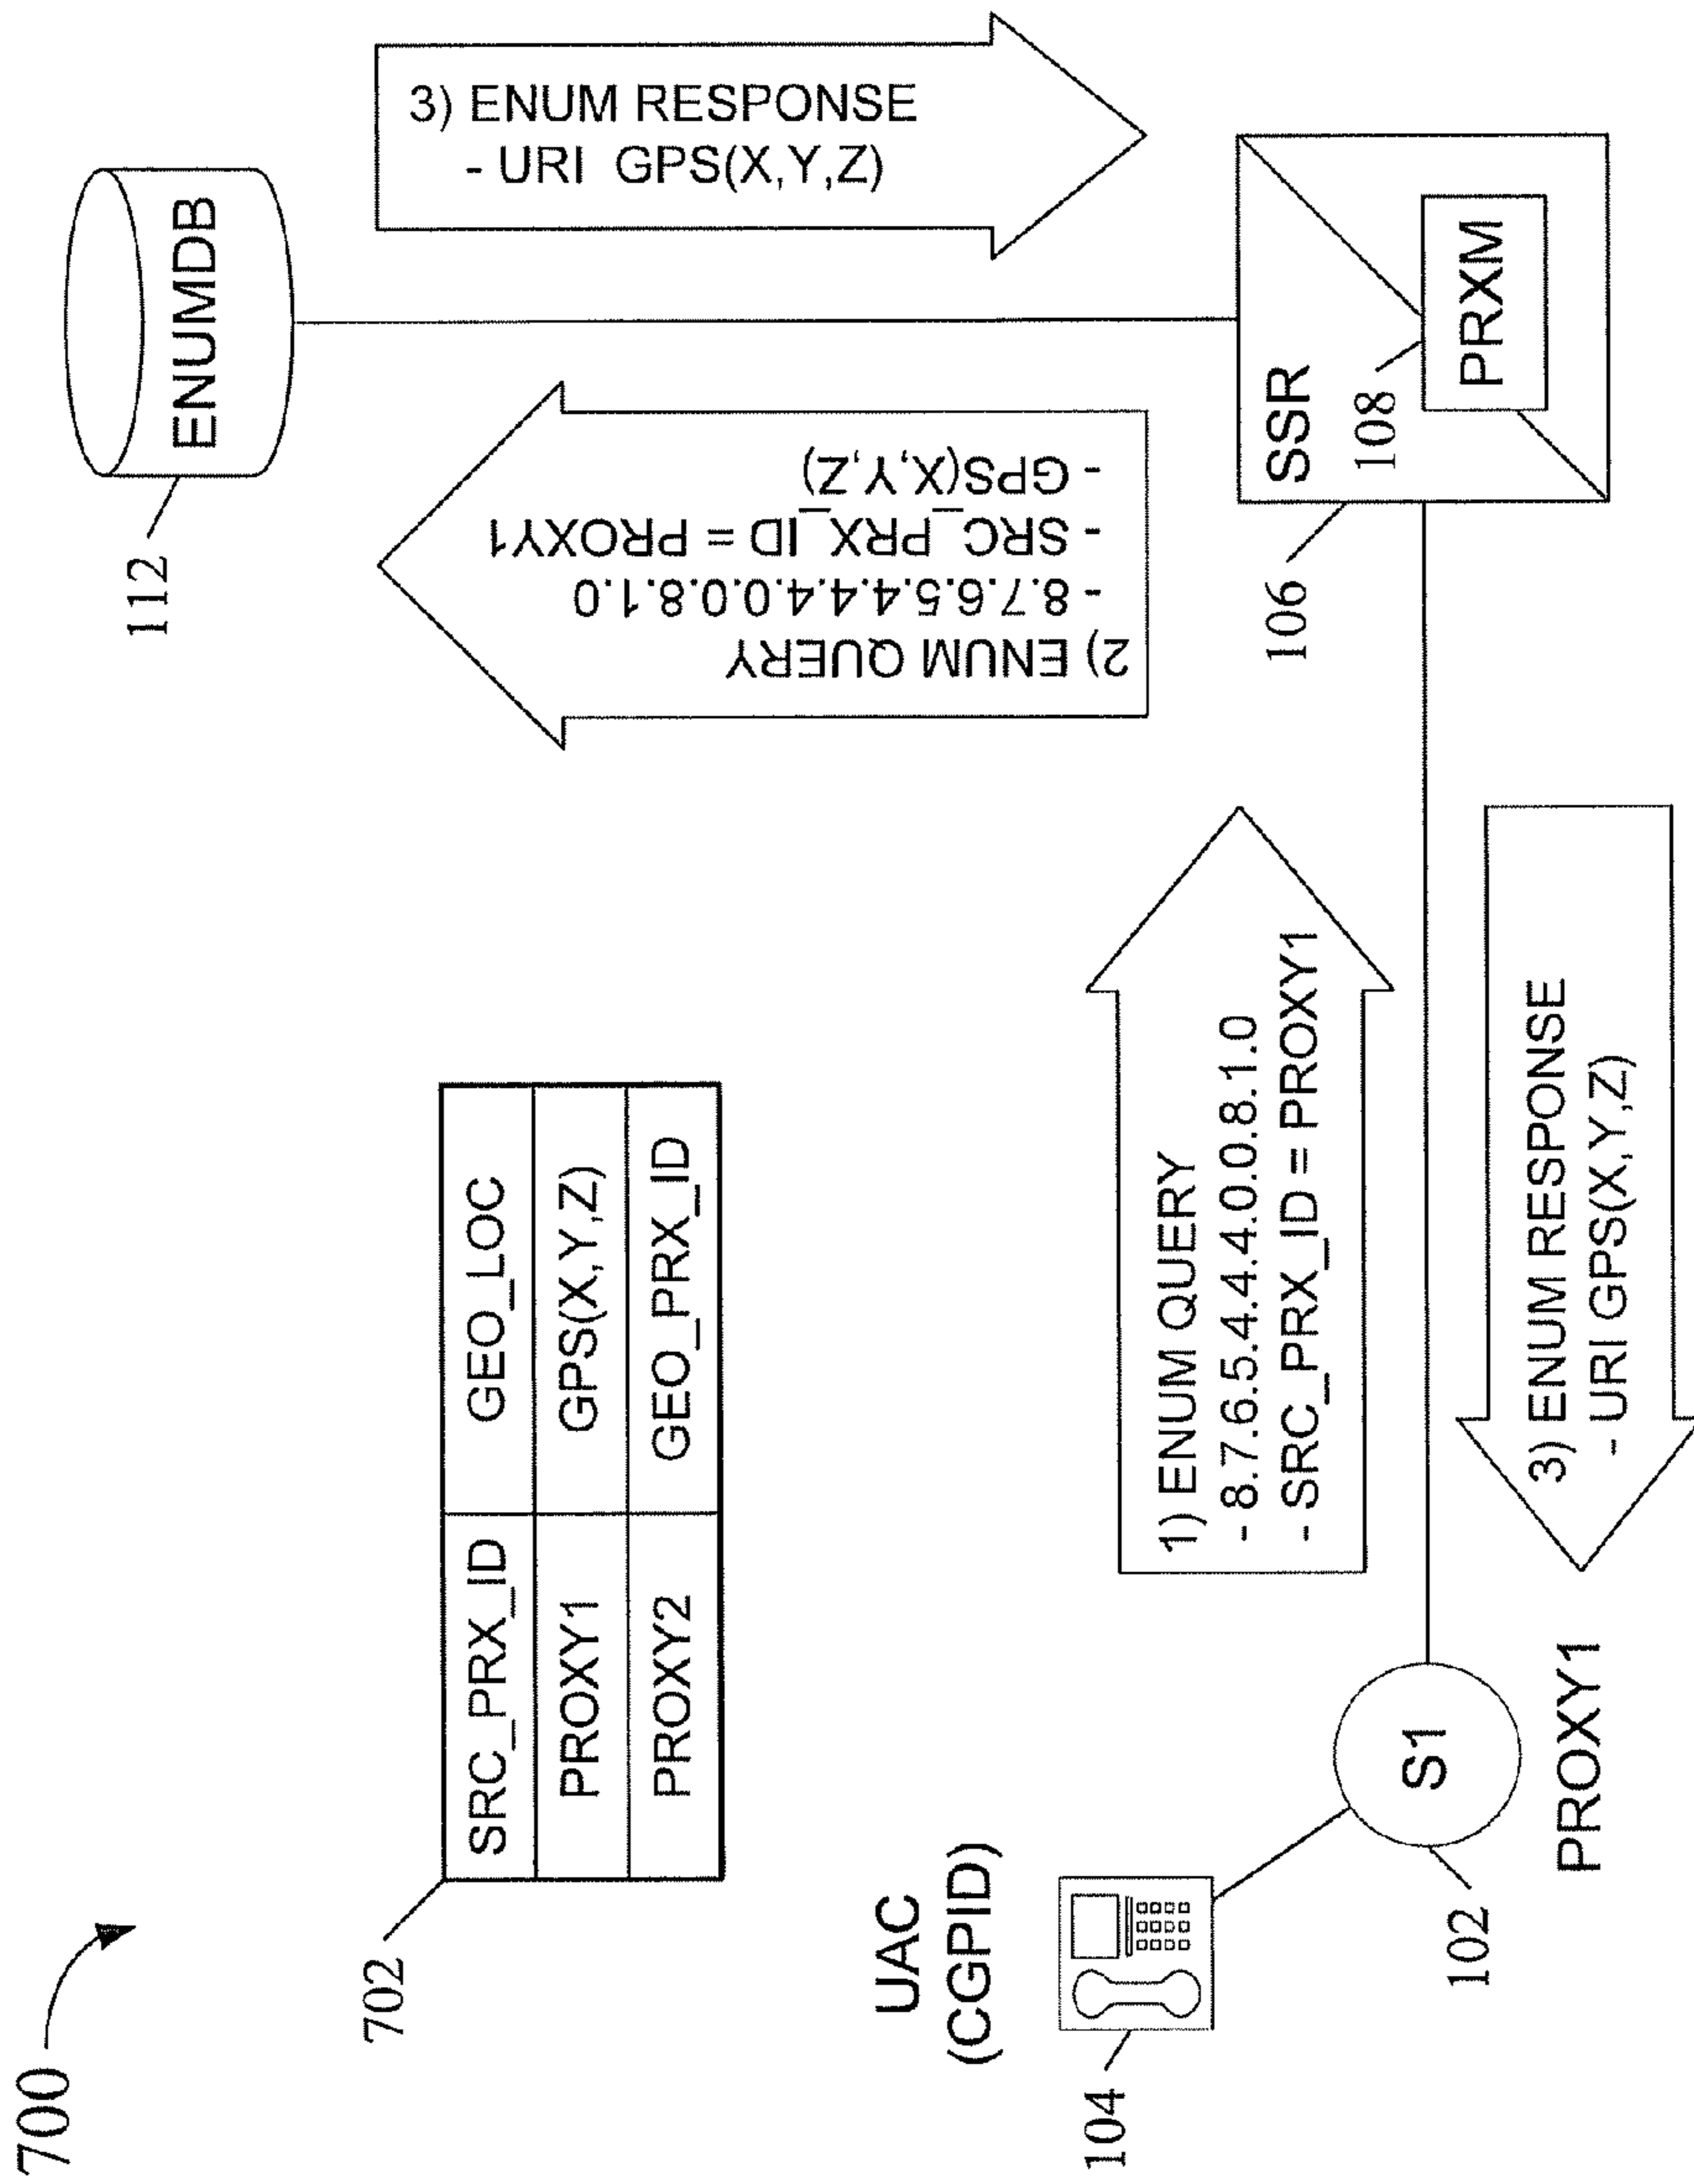 700
702
SRC_PRX_ID GEO_LOC
PROXY1 GPS(X,Y,Z)
PROXY2 GEO_PRX_ID
112
ENUMDB
2) ENUM QUERY
- 8.7.6.5.4.4.4.0.0.8.1.0
- SRC_PRX_ID = PROXY1
- GPS(X,Y,Z)
3) ENUM RESPONSE
- URI GPS(X,Y,Z)
UAC
(CGPID)
104
1) ENUM QUERY
- 8.7.6.5.4.4.4.0.0.8.1.0
- SRC_PRX_ID = PROXY1
106
SSR
108
PRXM
S1
102
PROXY1
3) ENUM RESPONSE
- URI GPS(X,Y,Z)